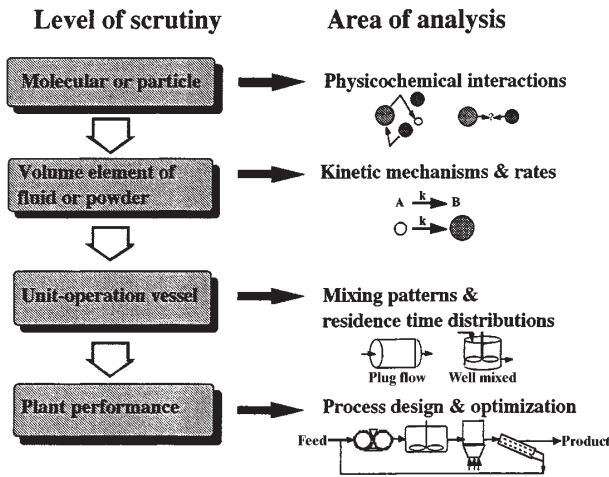 Level of scrutiny
Area of analysis
Molecular or particle
Physicochemical interactions
?
Volume element of
fluid or powder
Kinetic mechanisms & rates
A k B
k
Unit-operation vessel
Mixing patterns &
residence time distributions
Plug flow
Well mixed
Plant performance
Process design & optimization
Feed
Product